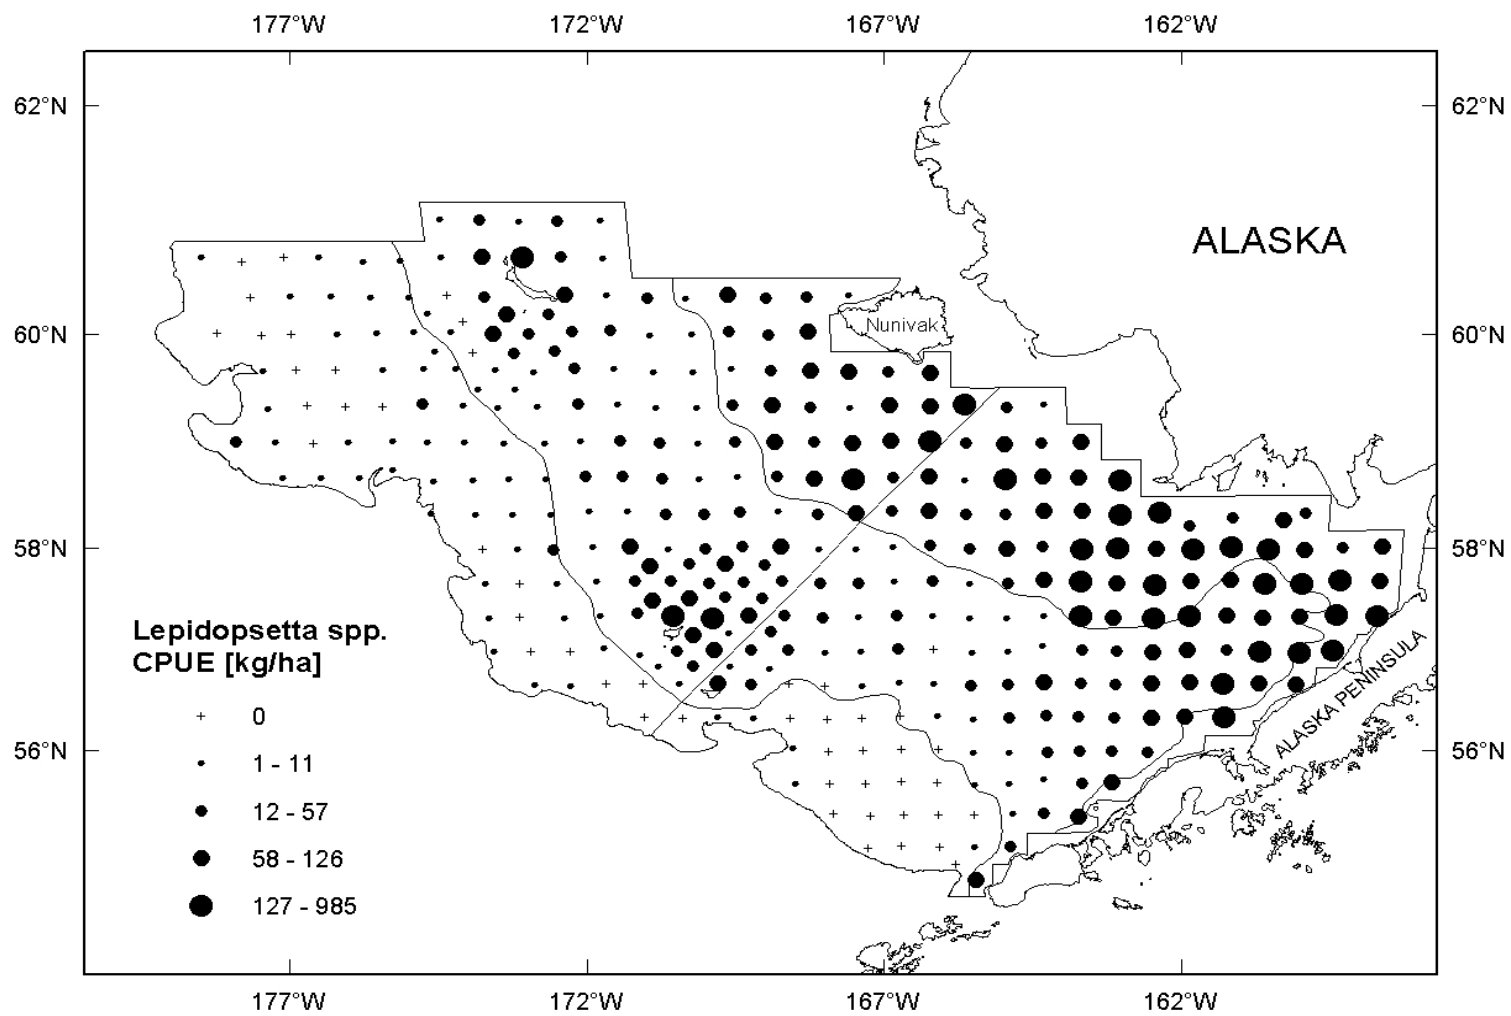 177°W 172°W 167°W 162°W
62°N 62°N
ALASKA
Nunivak
60°N 60°N
58°N 58°N
Lepidopsetta spp.
CPUE [kg/ha]
0
1 - 11
12 - 57
58 - 126
127 - 985
ALASKA PENINSULA
56°N 56°N
177°W 172°W 167°W 162°W